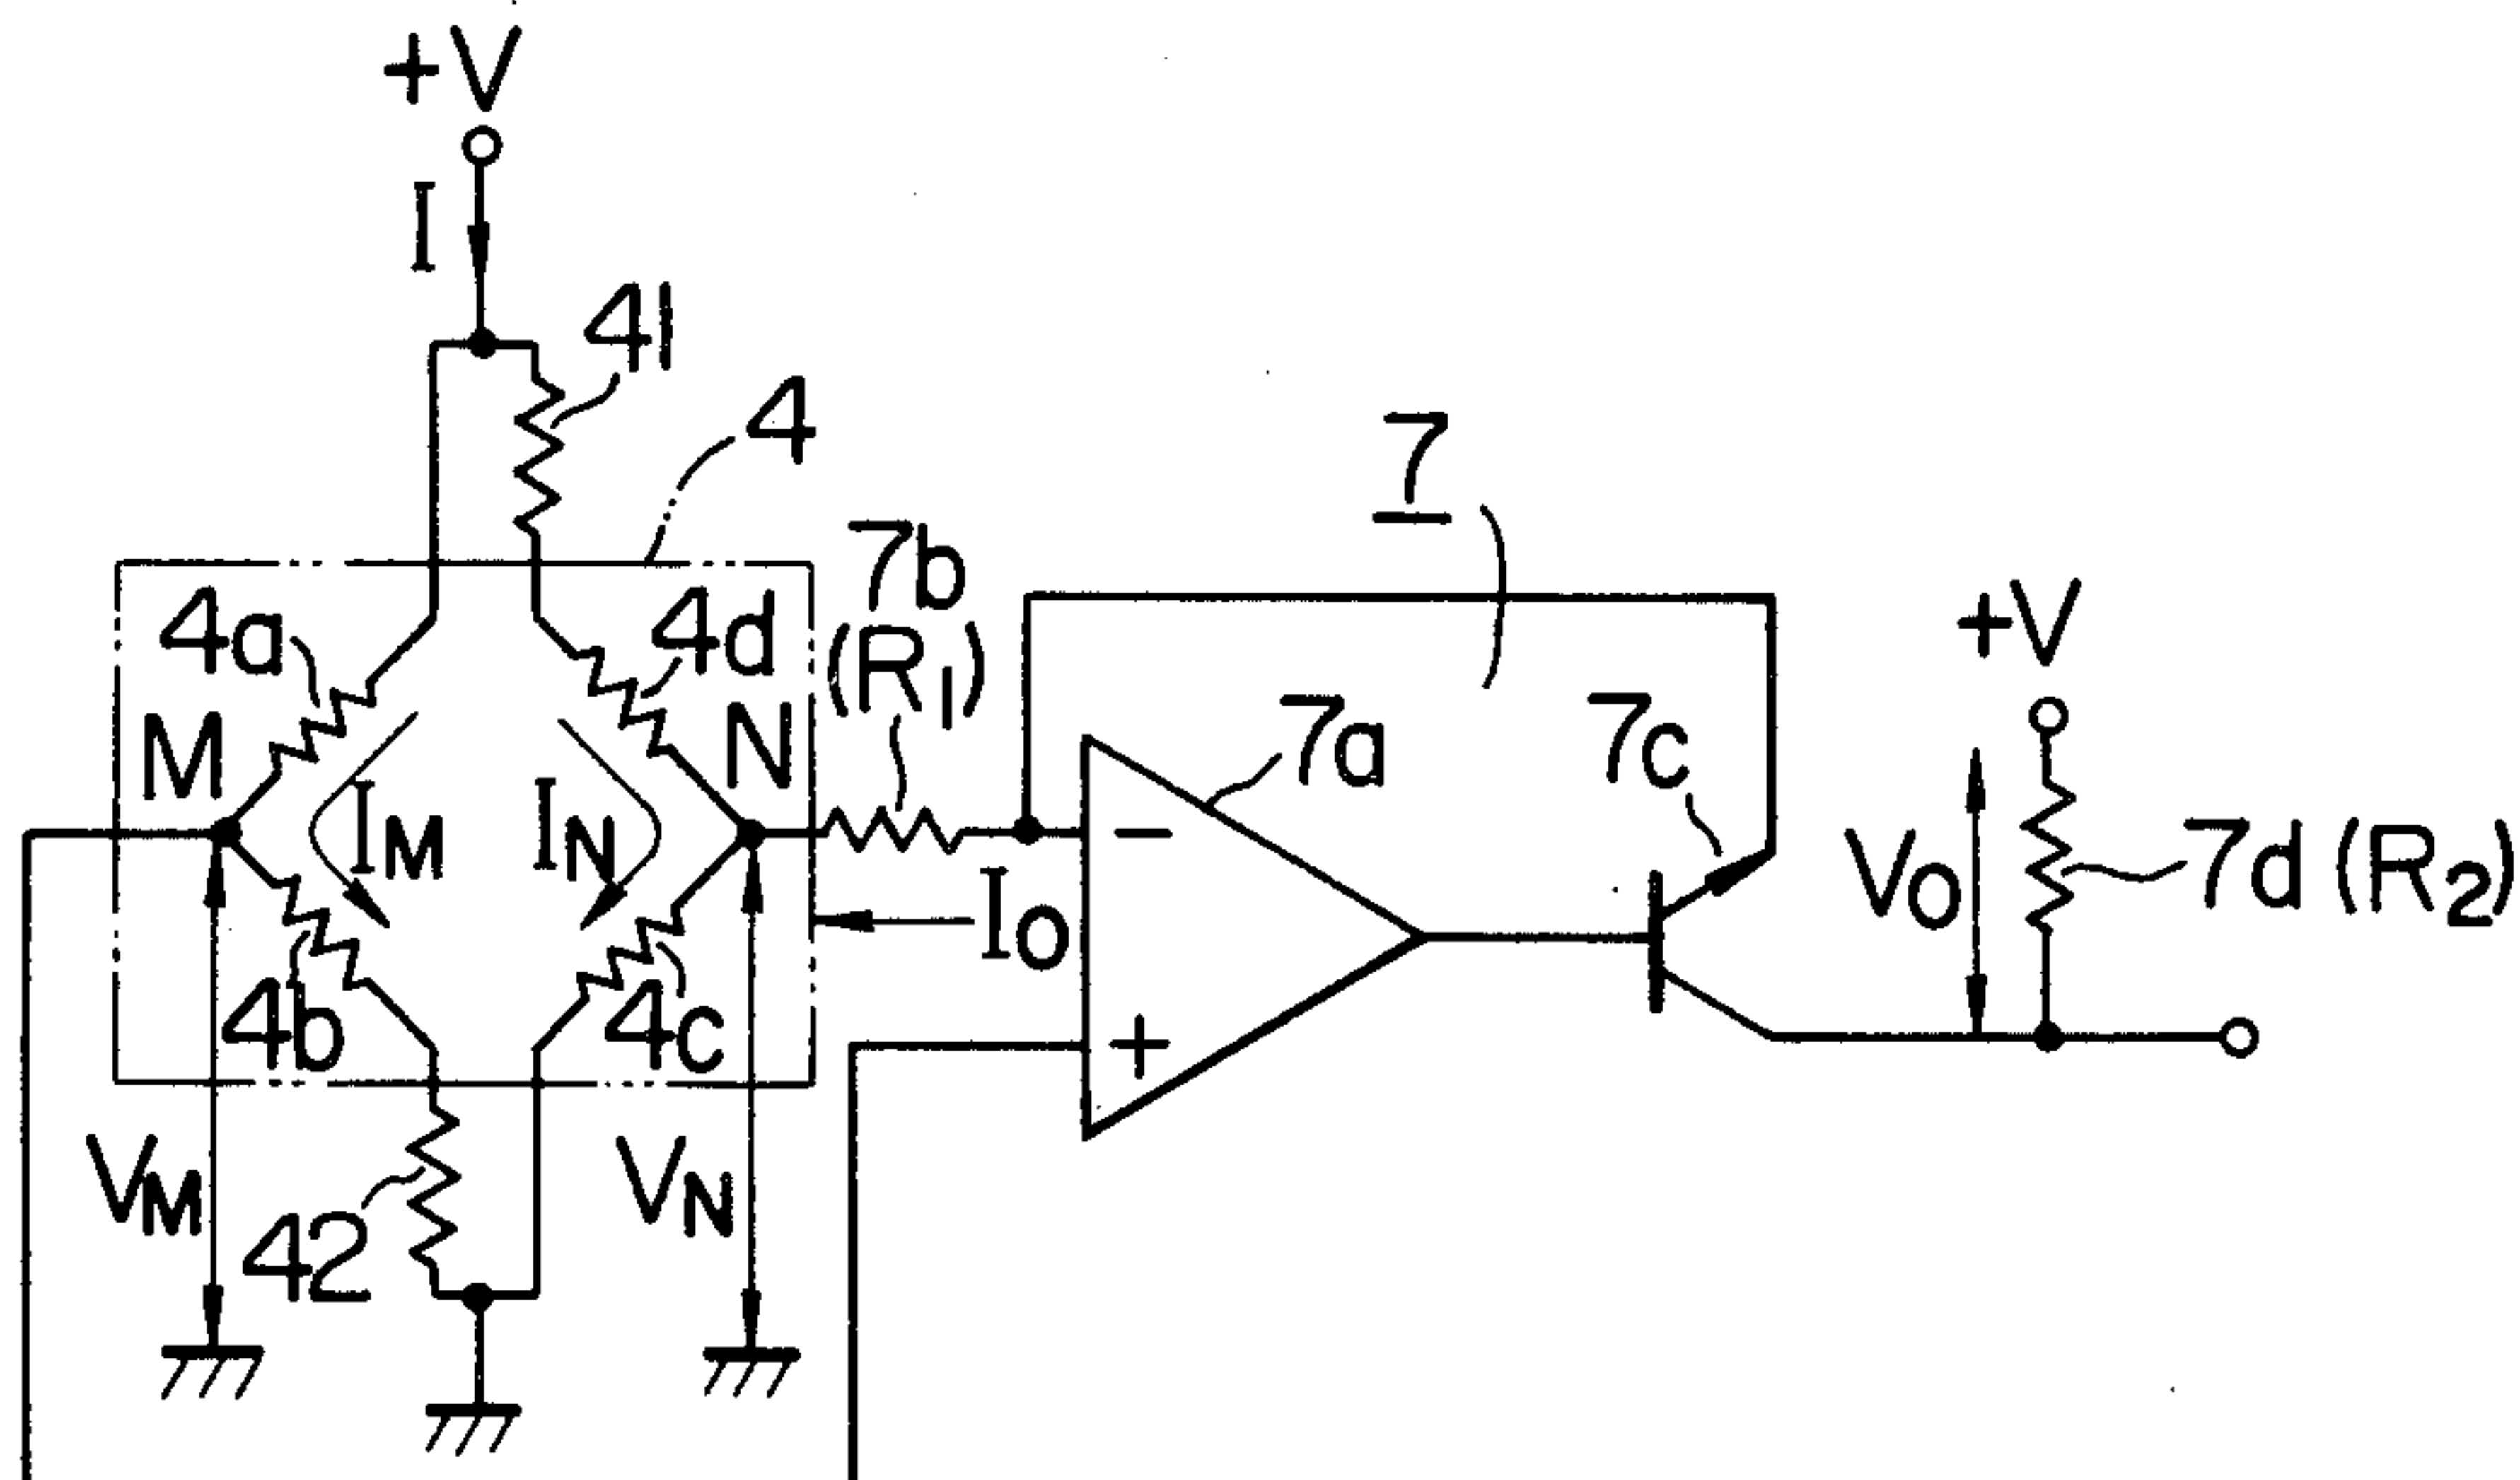 +V
I
41
4
7
7b
(R1)
4a
4d
+V
M
N
7a
7c
IM
IN
VO
7d (R2)
IO
−
+
4b
4c
VM
VN
42